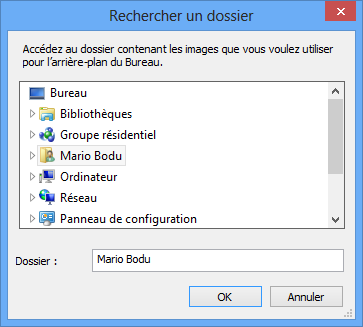 Rechercher un dossier
Accédez au dossier contenant les images que vous voulez utiliser
pour l'arrière-plan du Bureau.
Bureau
Bibliothèques
Groupe résidentiel
Mario Bodu
Ordinateur
Réseau
Panneau de configuration
Dossier : Mario Bodu
OK Annuler